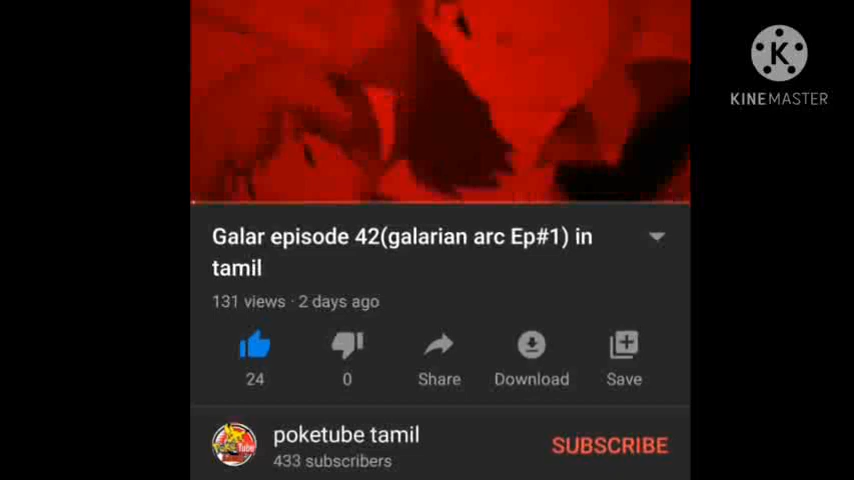 K
KINEMASTER
Galar episode 42(galarian arc Ep#1) in
tamil
131 views · 2 days ago
24
0
Share
Download
Save
poketube tamil
433 subscribers
SUBSCRIBE